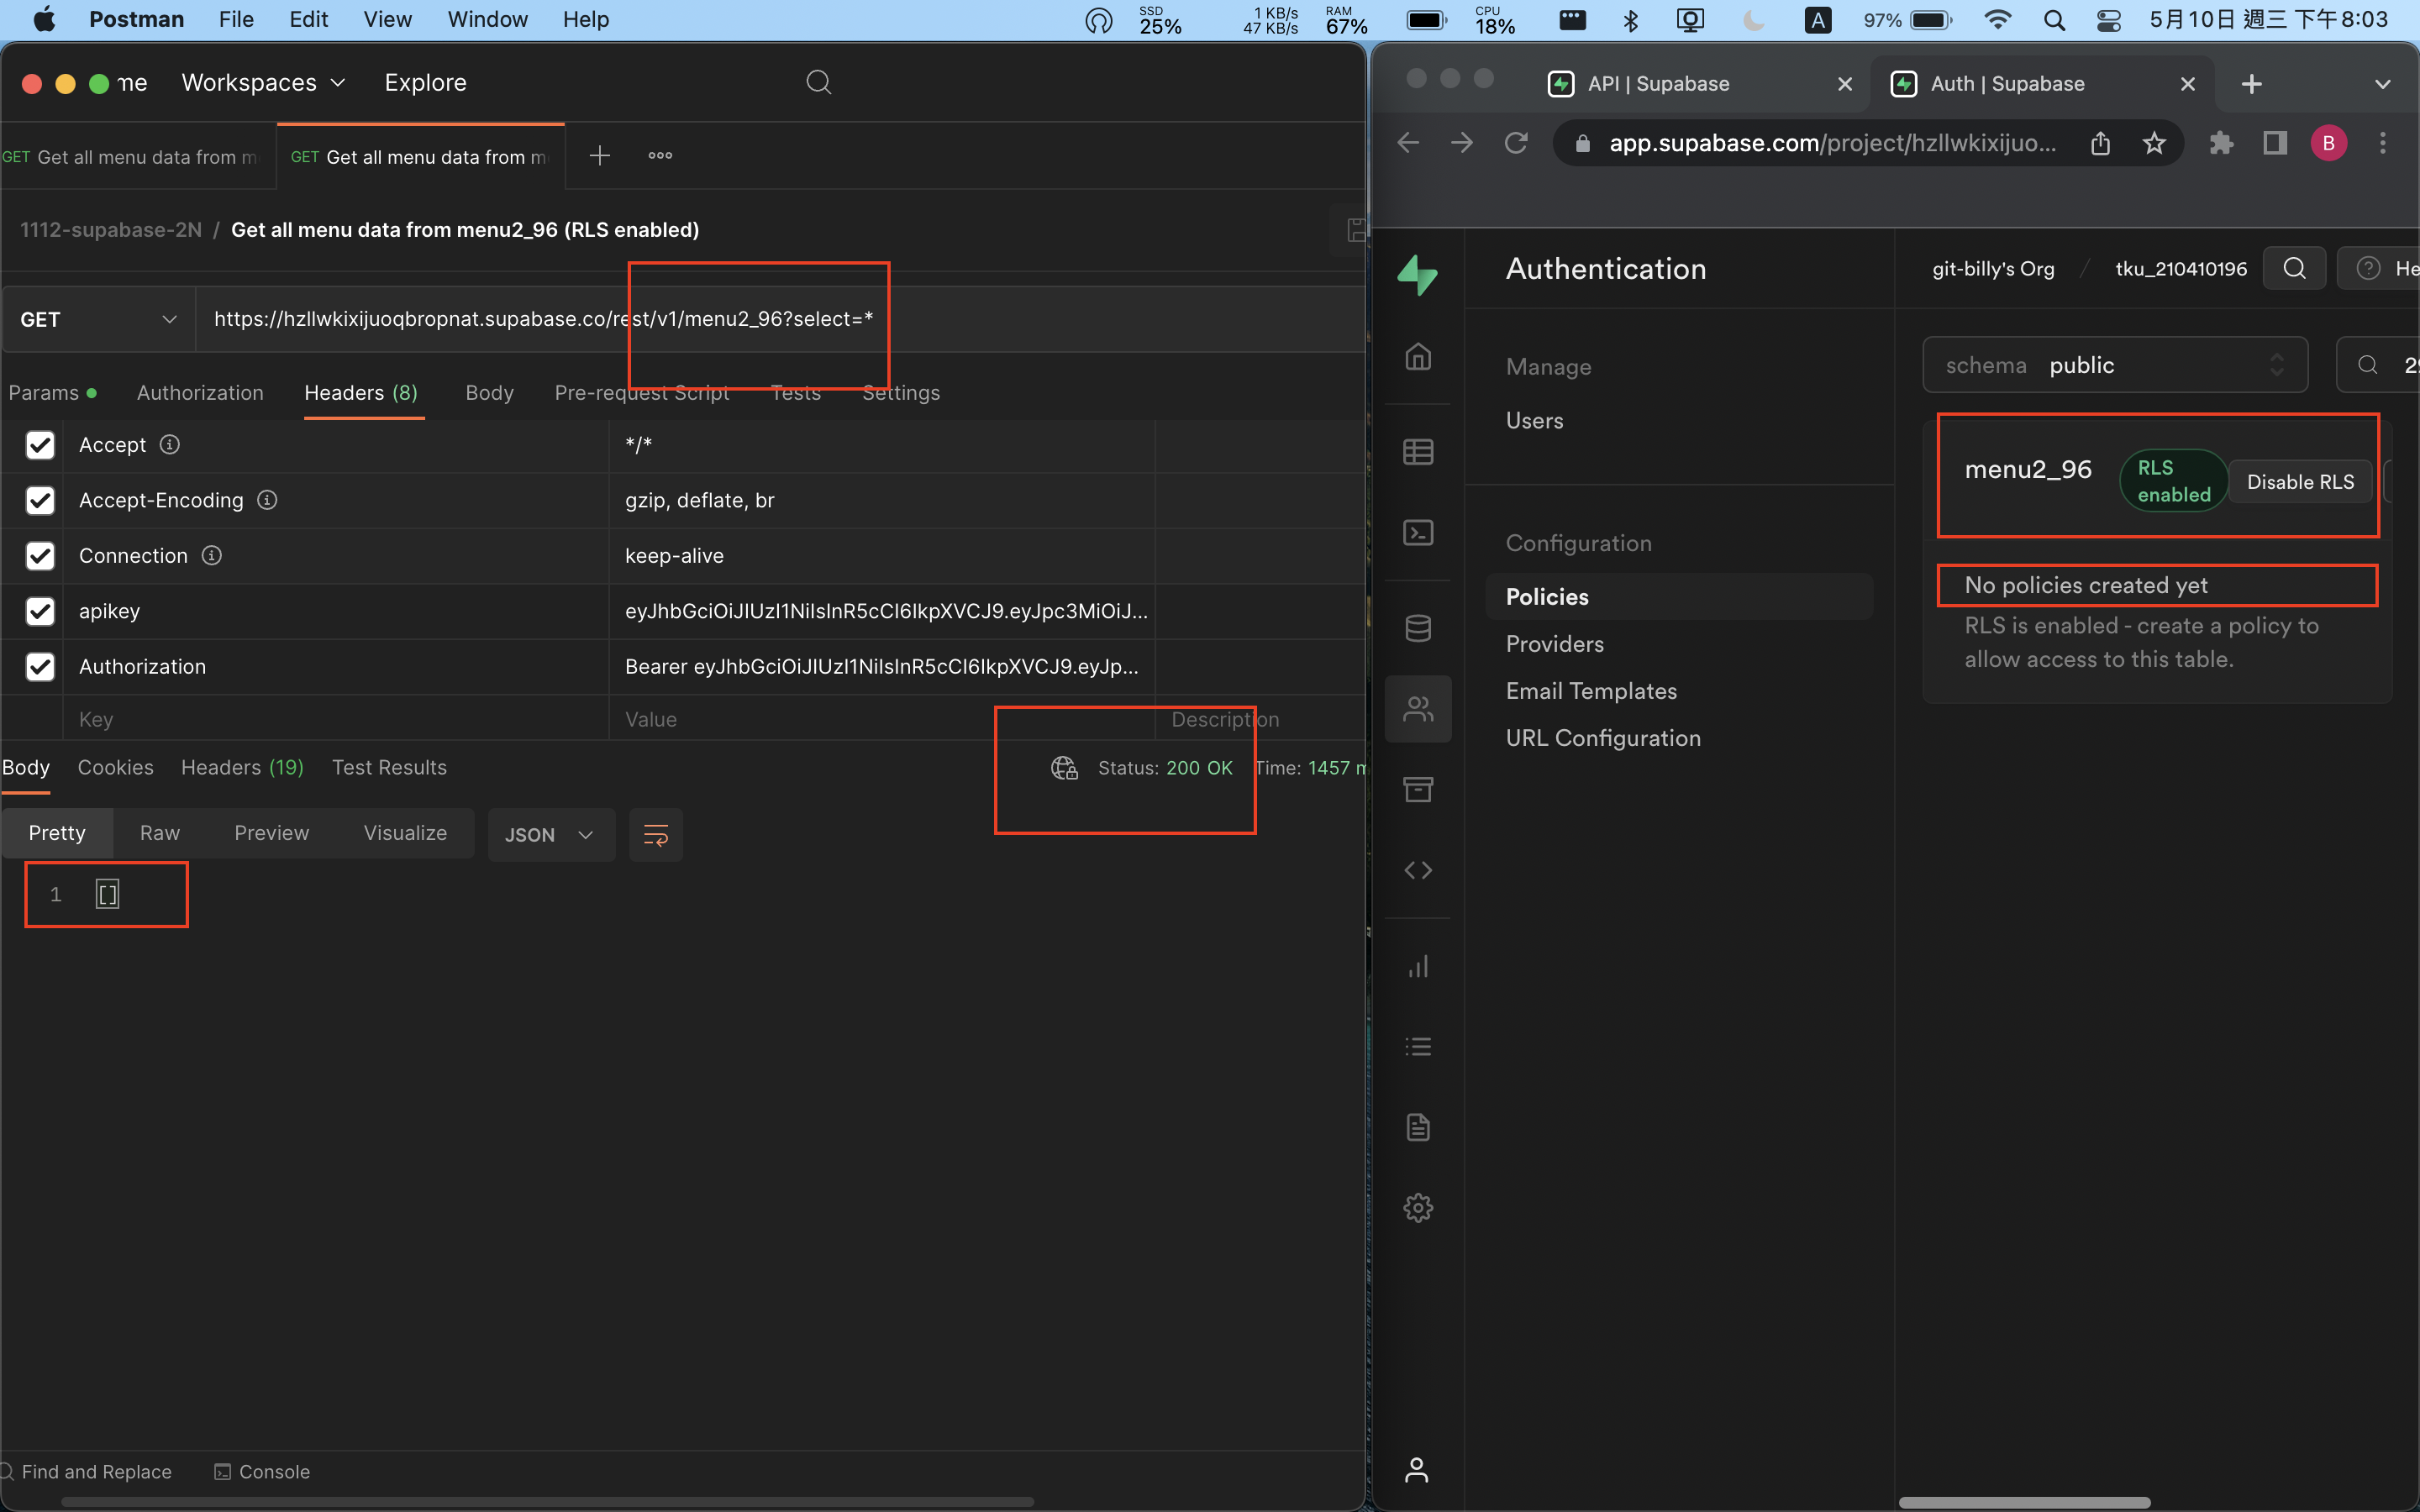 Postman File Edit View Window Help
SSD 25%
1 KB/s 47 KB/s
RAM 67%
CPU 18%
A
97%
5月10日 週三 下午8:03
me Workspaces Explore
GET Get all menu data from m
GET Get all menu data from m
1112-supabase-2N / Get all menu data from menu2_96 (RLS enabled)
GET https://hzllwkixijuoqbropnat.supabase.co/rest/v1/menu2_96?select=*
Params Authorization Headers (8) Body Pre-request Script Tests Settings
Accept */*
Accept-Encoding gzip, deflate, br
Connection keep-alive
apikey eyJhbGciOiJIUzI1NiIsInR5cCI6IkpXVCJ9.eyJpc3MiOiJ...
Authorization Bearer eyJhbGciOiJIUzI1NiIsInR5cCI6IkpXVCJ9.eyJp...
Key Value Description
Body Cookies Headers (19) Test Results Status: 200 OK Time: 1457 m
Pretty Raw Preview Visualize JSON
1 []
Find and Replace Console
API | Supabase
Auth | Supabase
app.supabase.com/project/hzllwkixijuo...
B
Authentication
git-billy's Org / tku_210410196
He
Manage
Users
Configuration
Policies
Providers
Email Templates
URL Configuration
schema public
menu2_96 RLS enabled Disable RLS
No policies created yet
RLS is enabled - create a policy to
allow access to this table.